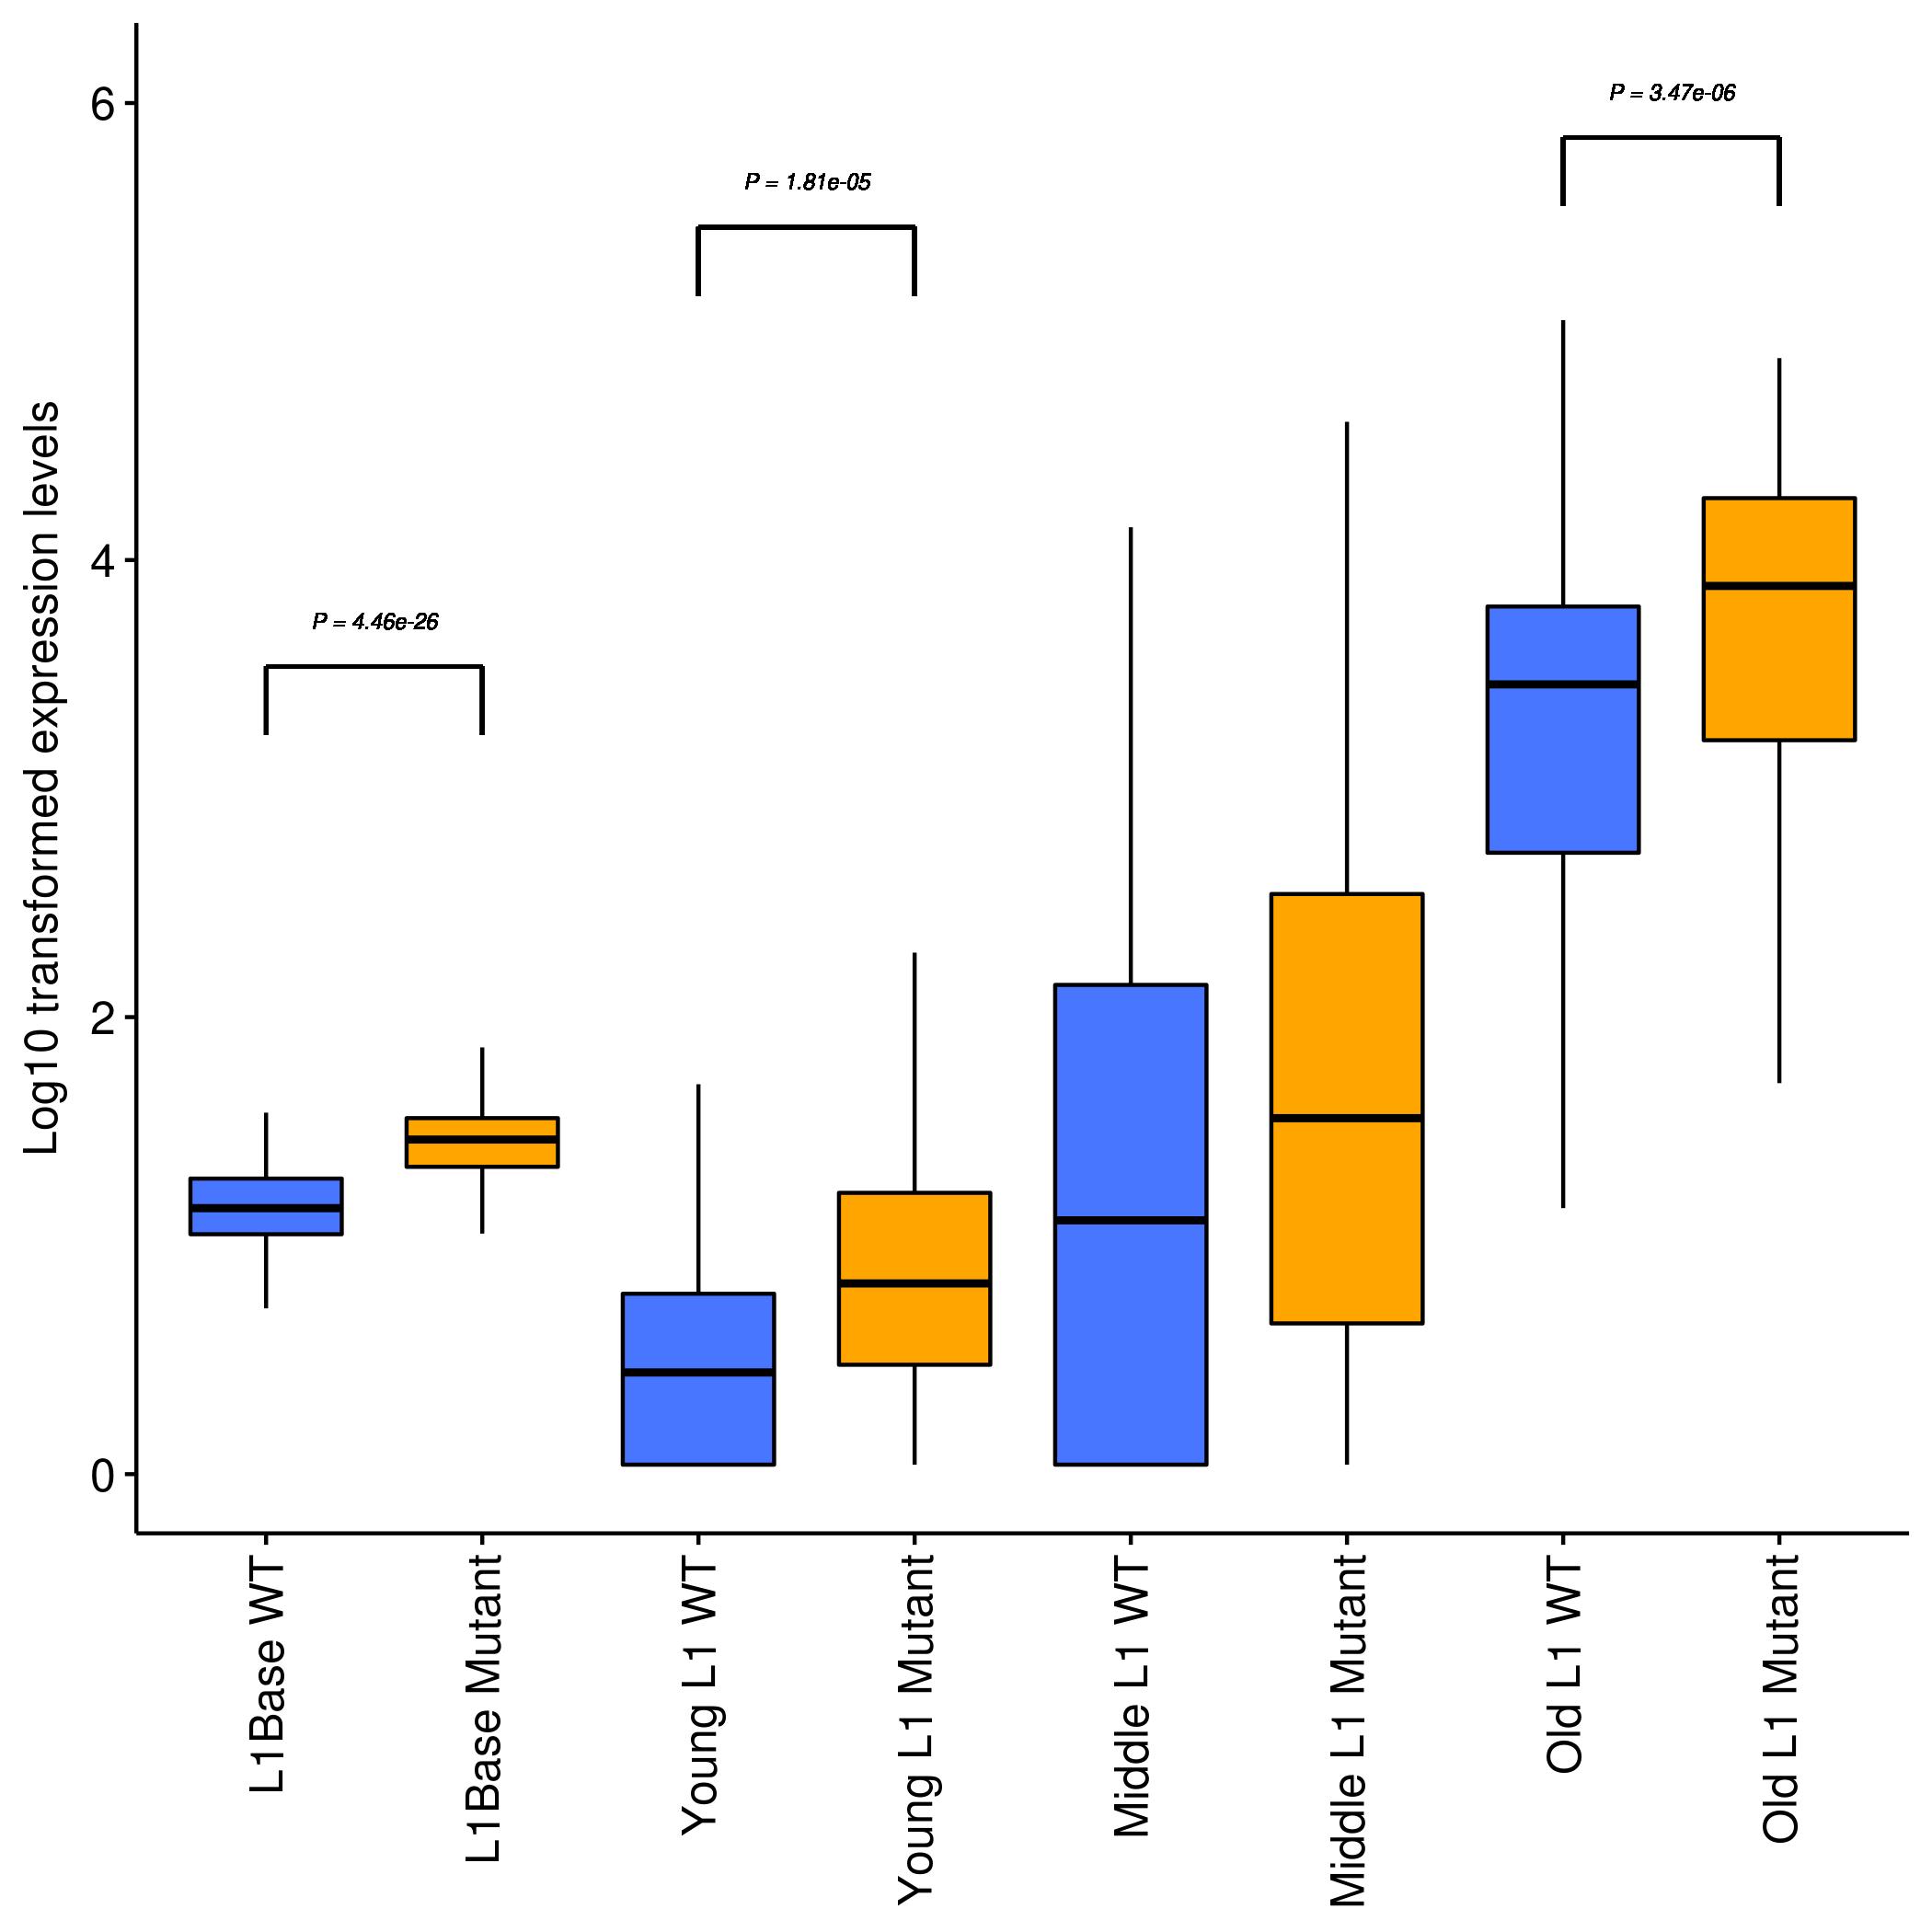 Log10 transformed expression levels
6
4
2
0
P = 4.46e-26
P = 1.81e-05
P = 3.47e-06
L1Base WT
L1Base Mutant
Young L1 WT
Young L1 Mutant
Middle L1 WT
Middle L1 Mutant
Old L1 WT
Old L1 Mutant